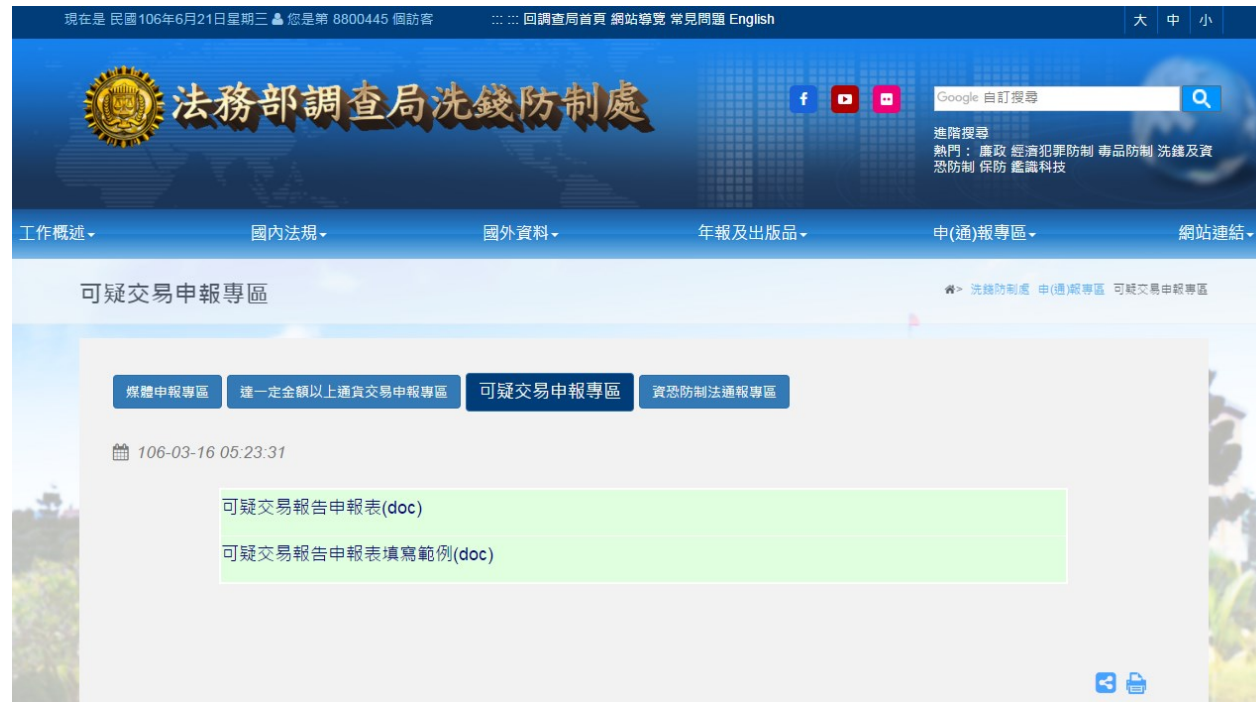 現在是 民國106年6月21日星期三 您是第 8800445 個訪客 ::: ::: 回調查局首頁 網站導覽 常見問題 English 大 中 小
法務部調查局洗錢防制處
Google 自訂搜尋
進階搜尋
熱門： 廉政 經濟犯罪防制 毒品防制 洗錢及資
恐防制 保防 鑑識科技
工作概述 國內法規 國外資料 年報及出版品 申(通)報專區 網站連結
可疑交易申報專區 > 洗錢防制處 申(通)報專區 可疑交易申報專區
媒體申報專區 達一定金額以上通貨交易申報專區 可疑交易申報專區 資恐防制法通報專區
106-03-16 05:23:31
可疑交易報告申報表(doc)
可疑交易報告申報表填寫範例(doc)